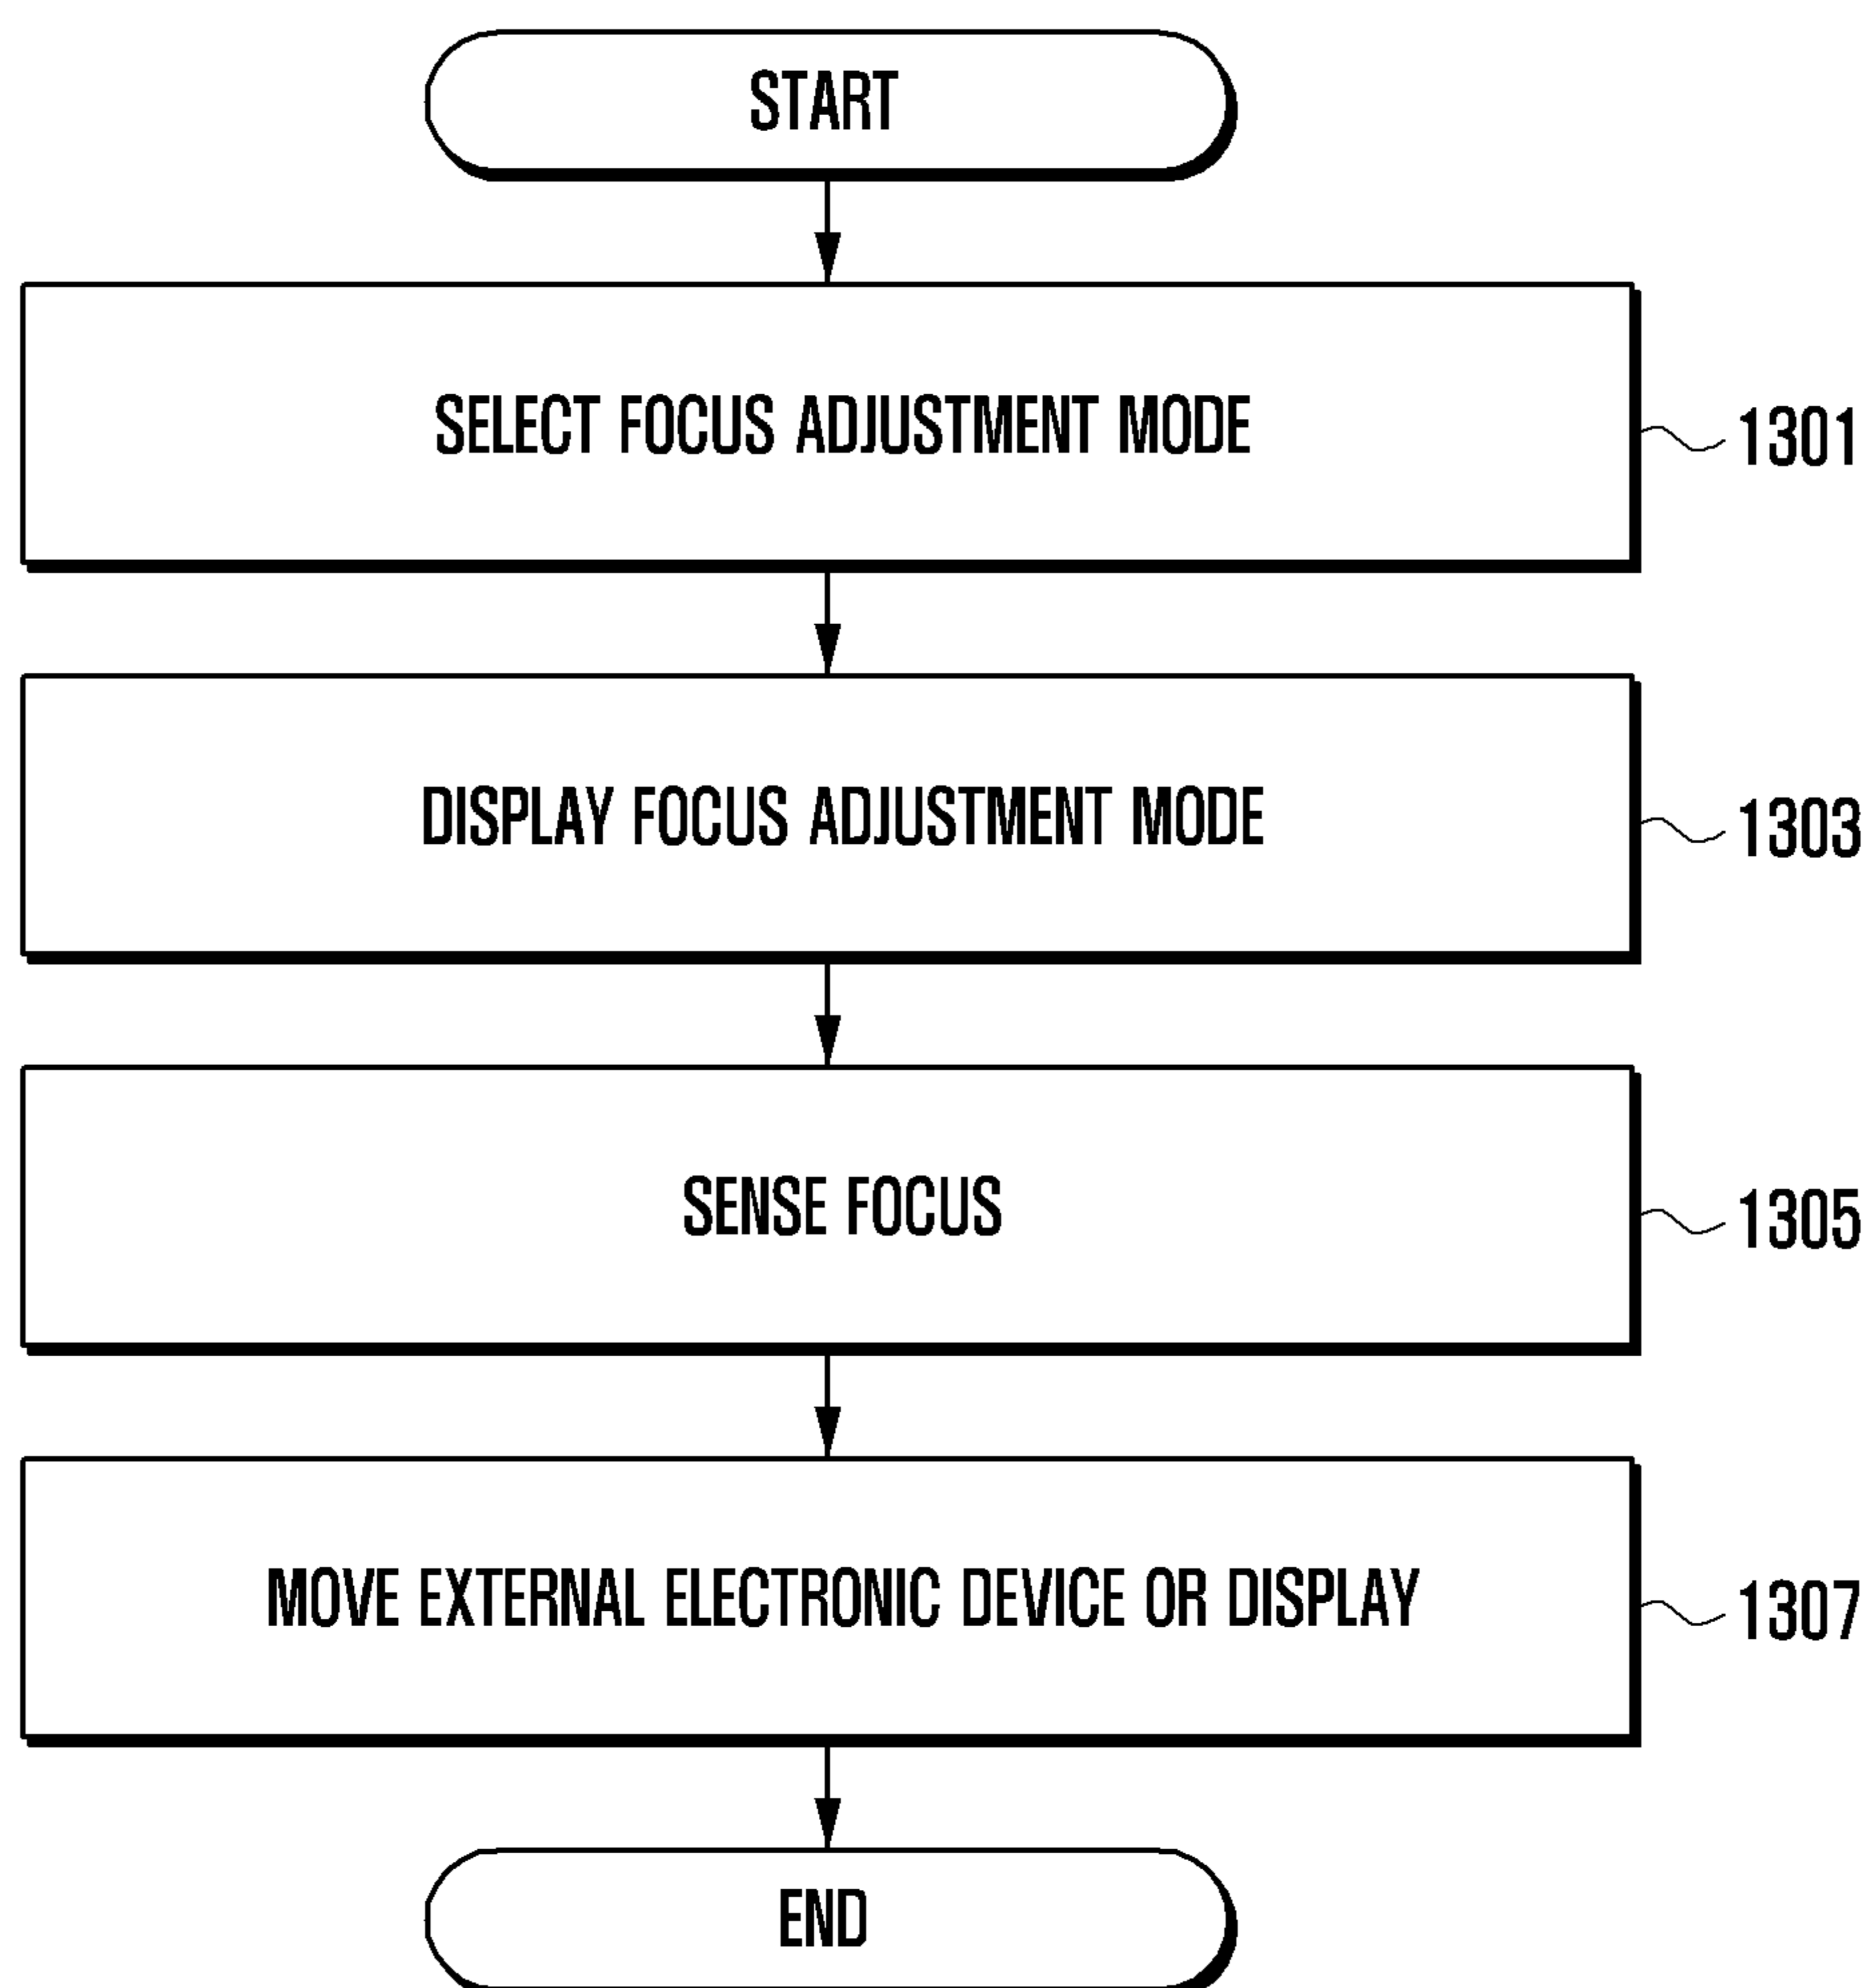 START
SELECT FOCUS ADJUSTMENT MODE
1301
DISPLAY FOCUS ADJUSTMENT MODE
1303
SENSE FOCUS
1305
MOVE EXTERNAL ELECTRONIC DEVICE OR DISPLAY
1307
END